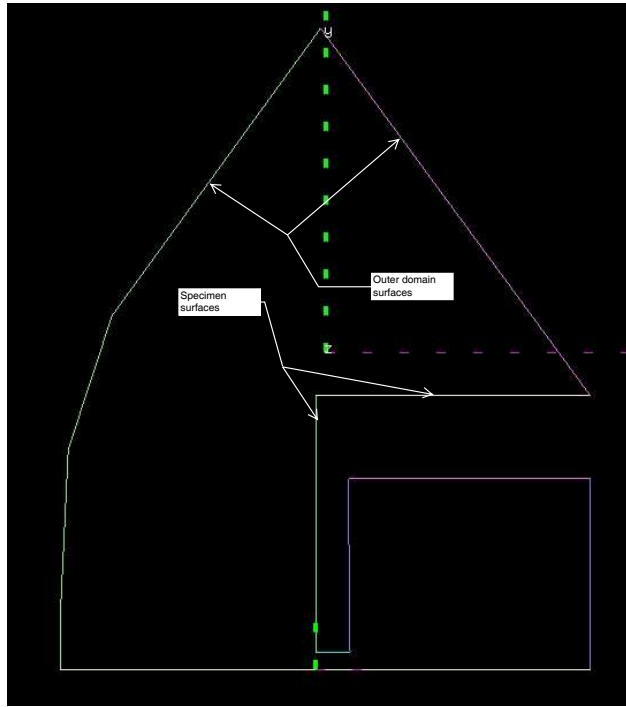 y
Outer domain
surfaces
Specimen
surfaces
z